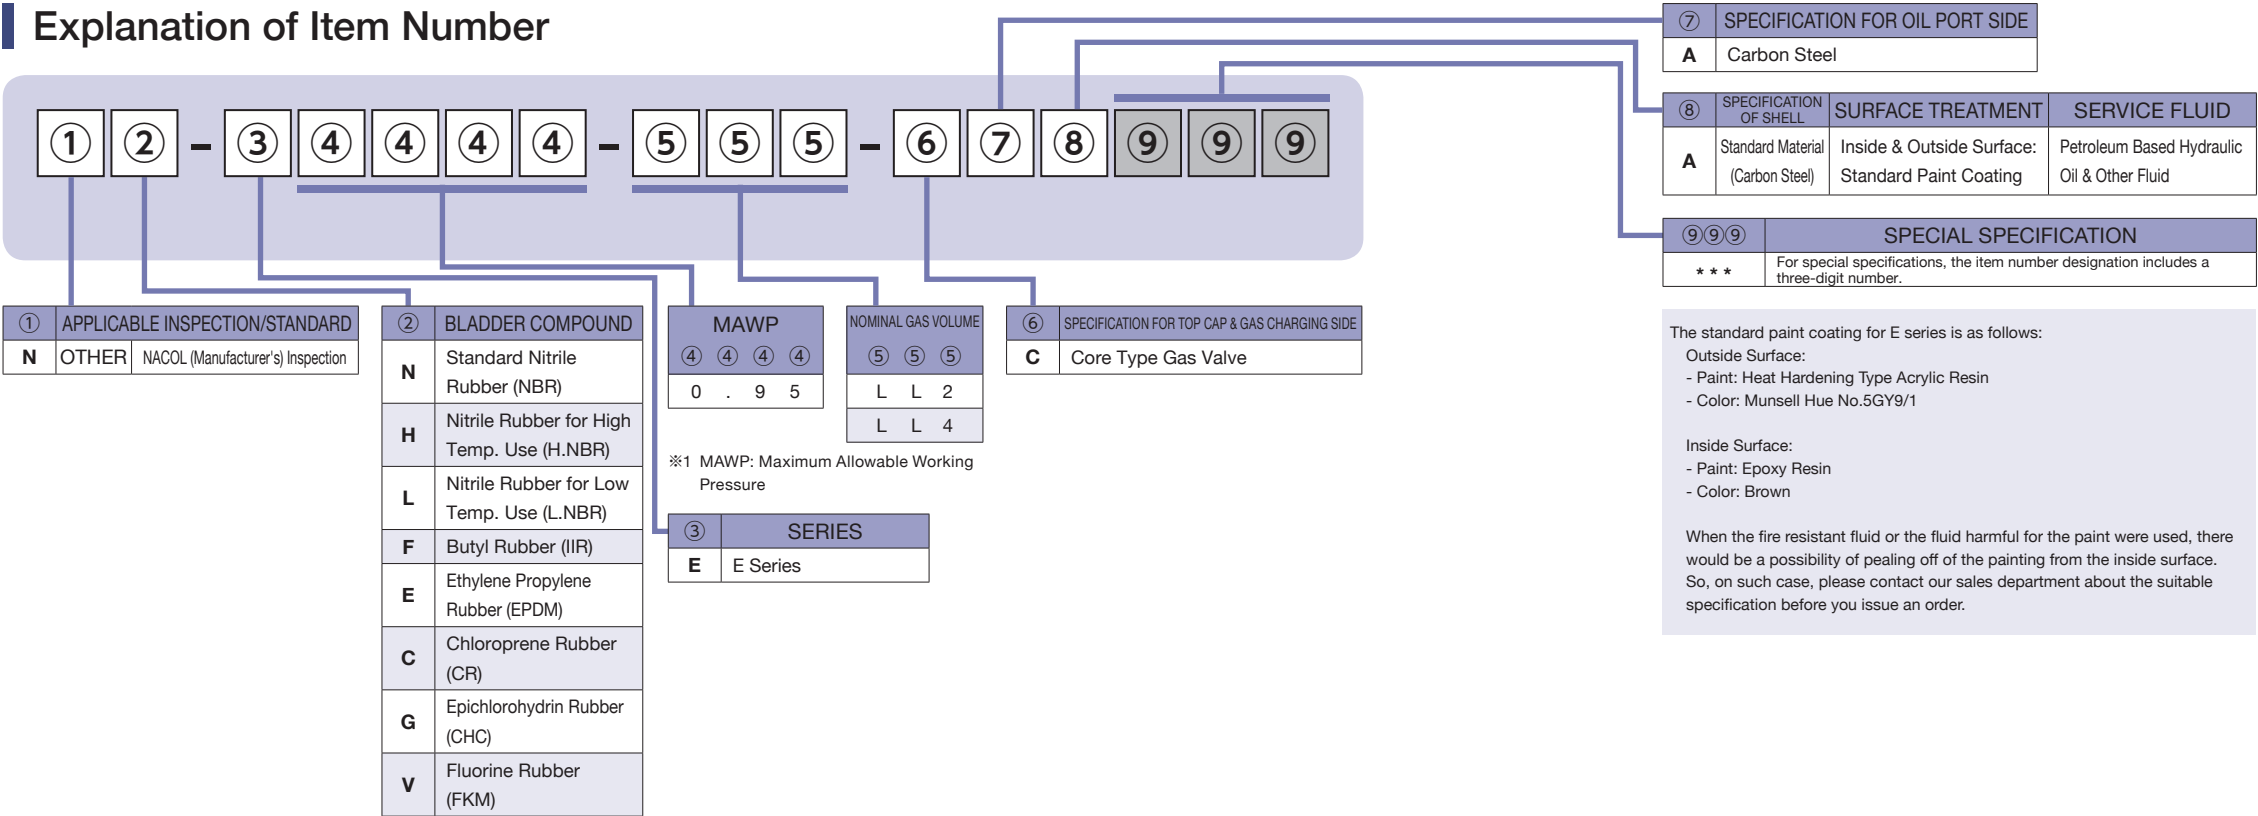 Explanation of Item Number
① ② - ③ ④ ④ ④ ④ - ⑤ ⑤ ⑤ - ⑥ ⑦ ⑧ ⑨ ⑨ ⑨
① APPLICABLE INSPECTION/STANDARD
N OTHER NACOL (Manufacturer's) Inspection
② BLADDER COMPOUND
N Standard Nitrile
Rubber (NBR)
H Nitrile Rubber for High
Temp. Use (H.NBR)
L Nitrile Rubber for Low
Temp. Use (L.NBR)
F Butyl Rubber (IIR)
E Ethylene Propylene
Rubber (EPDM)
C Chloroprene Rubber
(CR)
G Epichlorohydrin Rubber
(CHC)
V Fluorine Rubber
(FKM)
MAWP
④ ④ ④ ④
0 . 9 5
※1 MAWP: Maximum Allowable Working
Pressure
③ SERIES
E E Series
NOMINAL GAS VOLUME
⑤ ⑤ ⑤
L L 2
L L 4
⑥ SPECIFICATION FOR TOP CAP & GAS CHARGING SIDE
C Core Type Gas Valve
⑦ SPECIFICATION FOR OIL PORT SIDE
A Carbon Steel
⑧ SPECIFICATION
OF SHELL
SURFACE TREATMENT
SERVICE FLUID
A Standard Material
(Carbon Steel)
Inside & Outside Surface:
Standard Paint Coating
Petroleum Based Hydraulic
Oil & Other Fluid
⑨⑨⑨ SPECIAL SPECIFICATION
* * * For special specifications, the item number designation includes a
three-digit number.
The standard paint coating for E series is as follows:
Outside Surface:
- Paint: Heat Hardening Type Acrylic Resin
- Color: Munsell Hue No.5GY9/1
Inside Surface:
- Paint: Epoxy Resin
- Color: Brown
When the fire resistant fluid or the fluid harmful for the paint were used, there
would be a possibility of pealing off of the painting from the inside surface.
So, on such case, please contact our sales department about the suitable
specification before you issue an order.